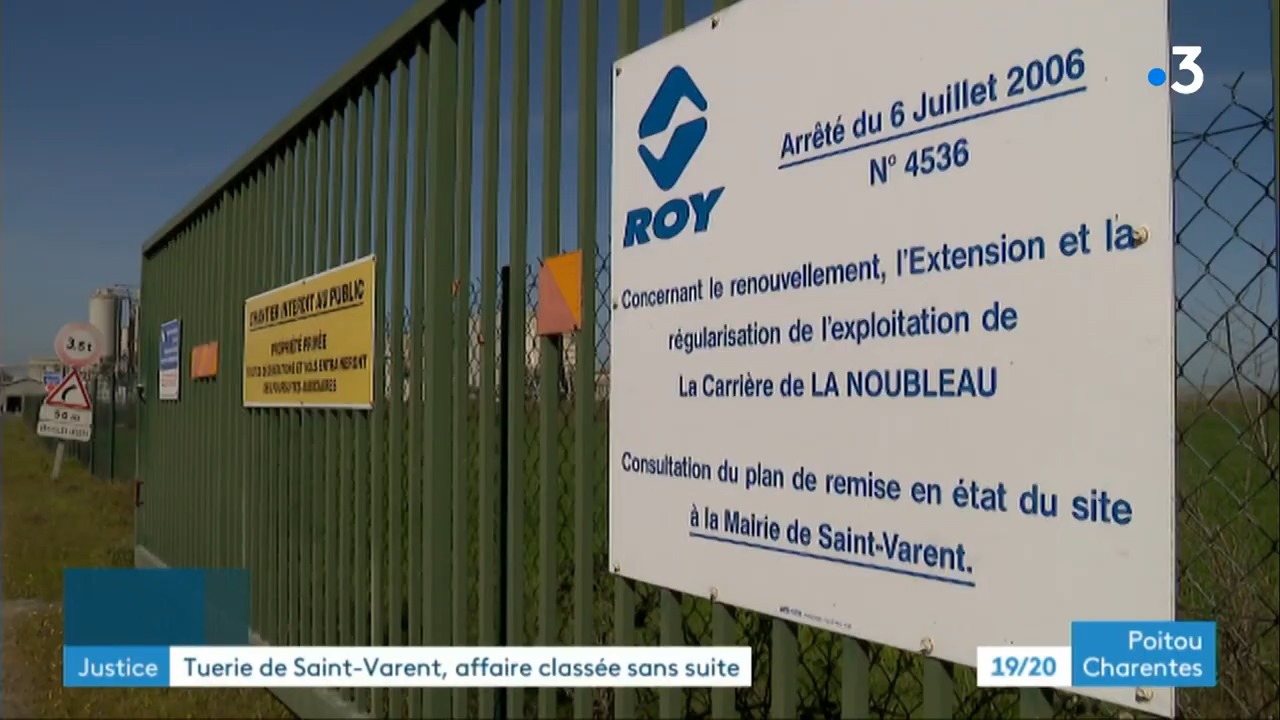 3
Arrêté du 6 Juillet 2006
N° 4536
ROY
Concernant le renouvellement, l'Extension et la
régularisation de l'exploitation de
La Carrière de LA NOUBLEAU
Consultation du plan de remise en état du site
à la Mairie de Saint-Varent.
CHANTIER INTERDIT AU PUBLIC
PROPRIÉTÉ PRIVÉE
3,5t
Justice
Tuerie de Saint-Varent, affaire classée sans suite
19/20
Poitou
Charentes